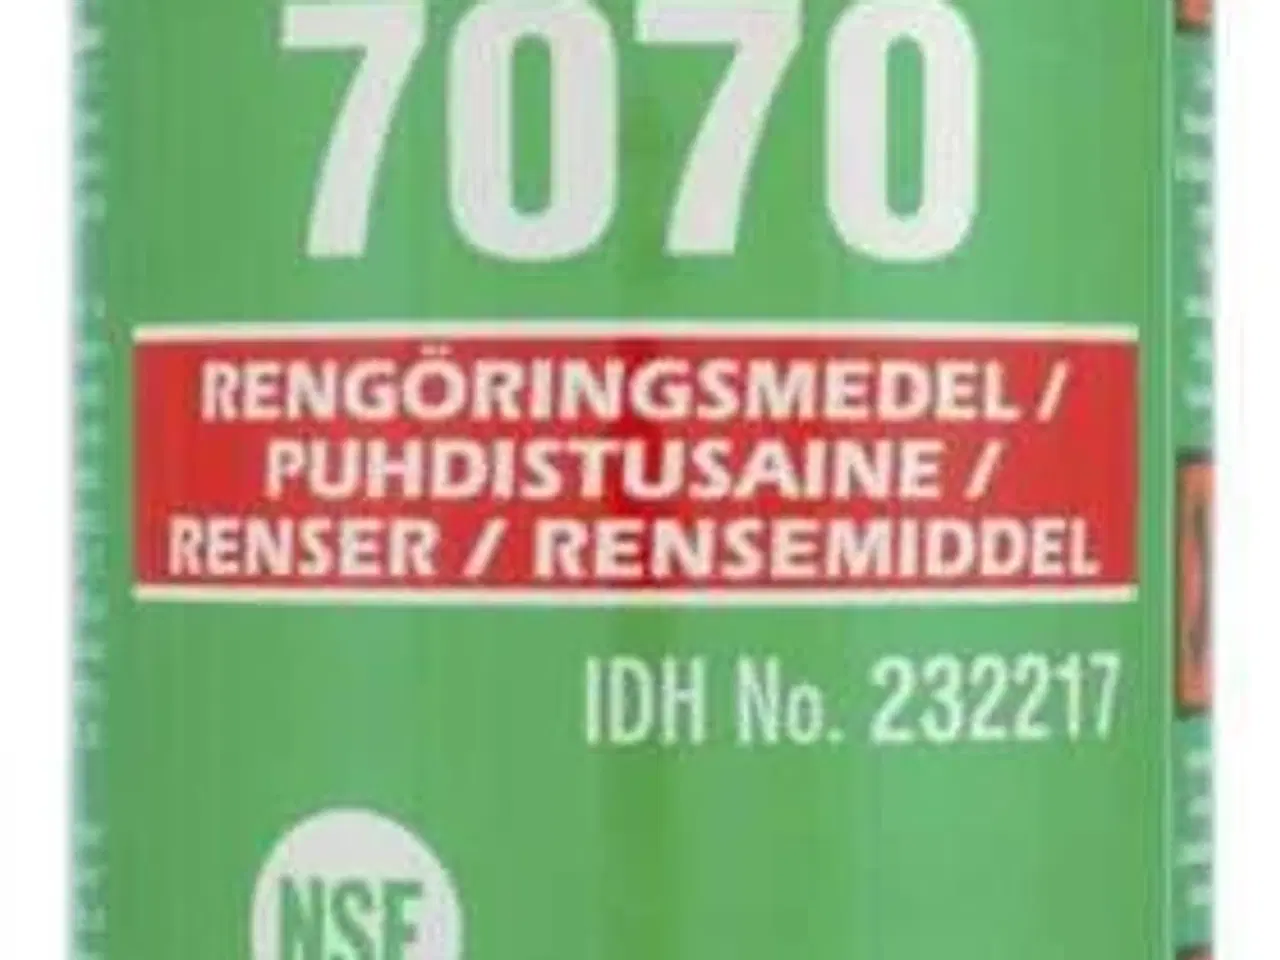 7070
RENGÖRINGSMEDEL /
PUHDISTUSAINE /
RENSER / RENSEMIDDEL
IDH No. 232217
NSF